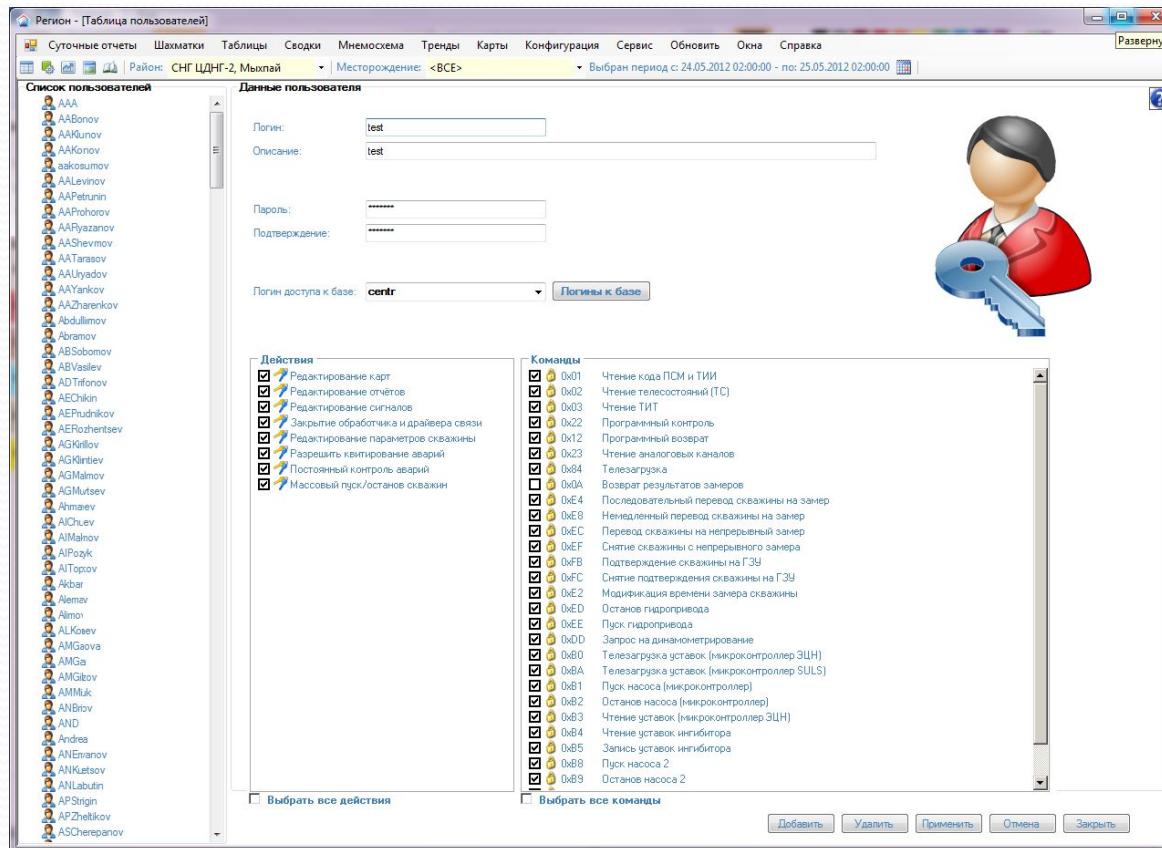 Регион - [Таблица пользователей]
Суточные отчеты Шахматки Таблицы Сводки Мнемосхема Тренды Карты Конфигурация Сервис Обновить Окна Справка
Разверну
Район: СНГ ЦДНГ-2, Мыхпай Месторождение: <ВСЕ> Выбран период с: 24.05.2012 02:00:00 - по: 25.05.2012 02:00:00
Список пользователей
AAA
AABonov
AAKlunov
AAKonov
aakosumov
AALevinov
AAPetrunin
AAProhorov
AARyazanov
AAShevmov
AATarasov
AAUryadov
AAYankov
AAZharenkov
Abdullimov
Abramov
ABSobomov
ABVasilev
ADTrifonov
AEChikin
AEPrudnikov
AERozhentsev
AGKirillov
AGKlintiev
AGMalmov
AGMutsev
AIChuev
AIMalnov
AIPozyk
Akbar
Alimov
AMGaova
AMGai
AND
Andrea
ANLabutin
APStrigin
APZheltikov
ASCherepanov
Данные пользователя
Логин: test
Описание: test
Пароль: *******
Подтверждение: *******
Логин доступа к базе: centr Логины к базе
Действия
Редактирование карт
Редактирование отчётов
Редактирование сигналов
Закрытие обработчика и драйвера связи
Редактирование параметров скважины
Разрешить квитирование аварий
Постоянный контроль аварий
Массовый пуск/останов скважин
Выбрать все действия
Команды
0x01 Чтение кода ПСМ и ТИИ
0x02 Чтение телесостояний (ТС)
0x03 Чтение ТИТ
0x22 Программный контроль
0x12 Программный возврат
0x23 Чтение аналоговых каналов
0x84 Телезагрузка
0x0A Возврат результатов замеров
0xE4 Последовательный перевод скважины на замер
0xE8 Немедленный перевод скважины на замер
0xEC Перевод скважины на непрерывный замер
0xEF Снятие скважины с непрерывного замера
0xFB Подтверждение скважины на ГЗУ
0xFC Снятие подтверждения скважины на ГЗУ
0xE2 Модификация времени замера скважины
0xED Останов гидропривода
0xEE Пуск гидропривода
0xDD Запрос на динамометрирование
0xB0 Телезагрузка уставок (микроконтроллер ЭЦН)
0xBA Телезагрузка уставок (микроконтроллер SULS)
0xB1 Пуск насоса (микроконтроллер)
0xB2 Останов насоса (микроконтроллер)
0xB3 Чтение уставок (микроконтроллер ЭЦН)
0xB4 Чтение уставок ингибитора
0xB5 Запись уставок ингибитора
0xB8 Пуск насоса 2
0xB9 Останов насоса 2
Выбрать все команды
Добавить Удалить Применить Отмена Закрыть